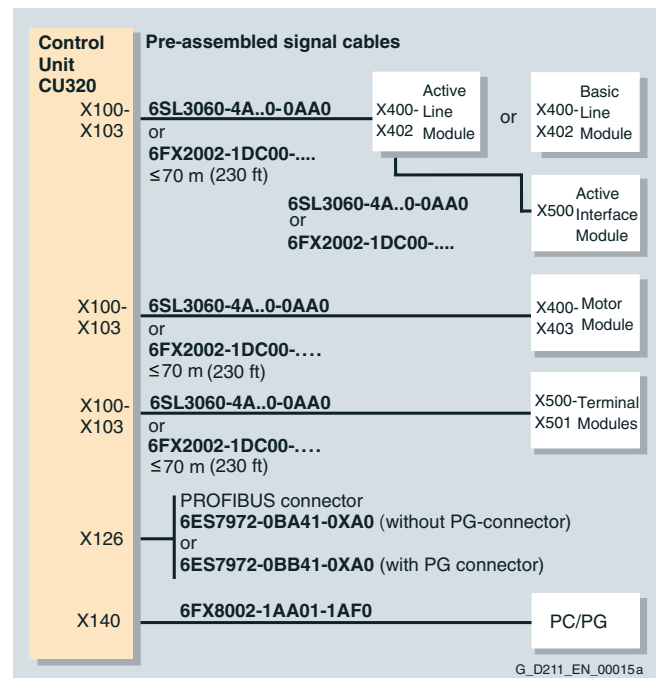 Control Unit CU320
Pre-assembled signal cables
X100-X103
6SL3060-4A..0-0AA0
or
6FX2002-1DC00-....
≤70 m (230 ft)
X400-X402
Active Line Module
or
X400-X402
Basic Line Module
6SL3060-4A..0-0AA0
or
6FX2002-1DC00-....
X500
Active Interface Module
X100-X103
6SL3060-4A..0-0AA0
or
6FX2002-1DC00-....
≤70 m (230 ft)
X400-X403
Motor Module
X100-X103
6SL3060-4A..0-0AA0
or
6FX2002-1DC00-....
≤70 m (230 ft)
X500-X501
Terminal Modules
X126
PROFIBUS connector
6ES7972-0BA41-0XA0 (without PG-connector)
or
6ES7972-0BB41-0XA0 (with PG connector)
X140
6FX8002-1AA01-1AF0
PC/PG
G_D211_EN_00015a